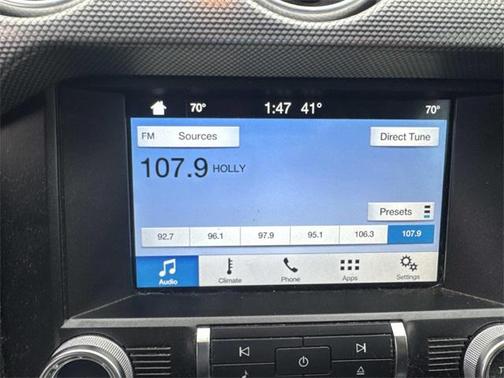 70° 1:47 41° 70°
FM Sources Direct Tune
107.9 HOLLY
Presets
92.7 96.1 97.9 95.1 106.3 107.9
Audio Climate Phone Apps Settings